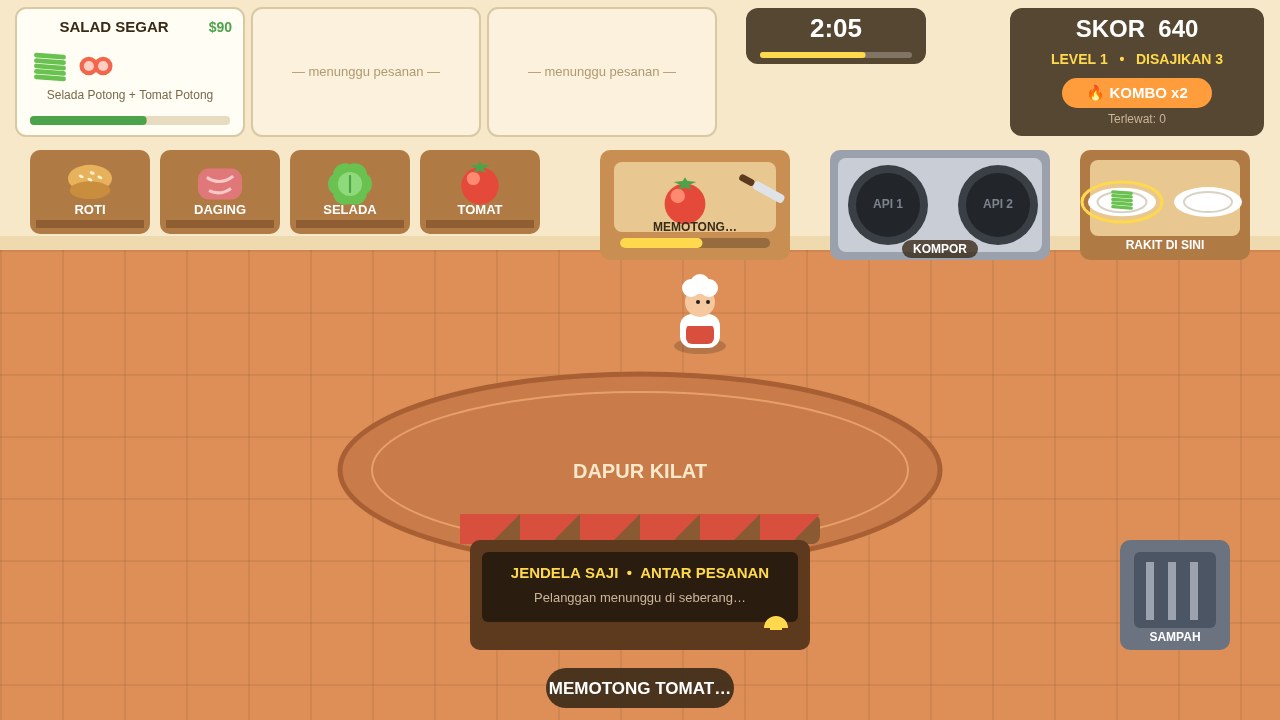 SALAD SEGAR $90
Selada Potong + Tomat Potong
— menunggu pesanan —
— menunggu pesanan —
2:05
SKOR 640
LEVEL 1 • DISAJIKAN 3
🔥 KOMBO x2
Terlewat: 0
ROTI
DAGING
SELADA
TOMAT
MEMOTONG…
API 1
API 2
KOMPOR
RAKIT DI SINI
DAPUR KILAT
JENDELA SAJI • ANTAR PESANAN
Pelanggan menunggu di seberang…
SAMPAH
MEMOTONG TOMAT…